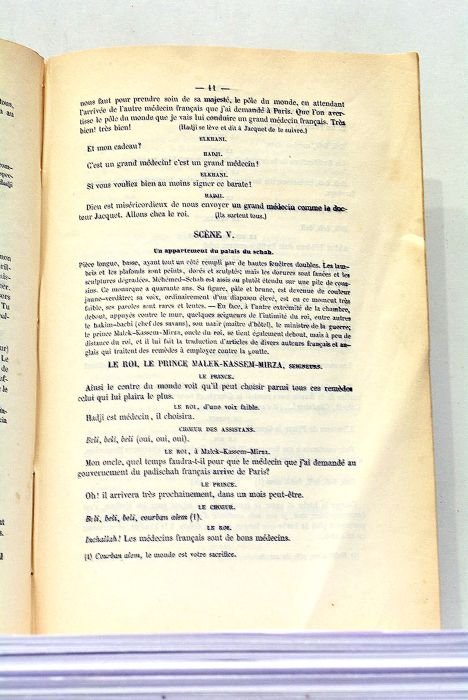 — 11 —
nous faut pour prendre soin de sa majesté, le pôle du monde, en attendant
l'arrivée de l'autre médecin français que j'ai demandé à Paris. Que l'on aver-
tisse le pôle du monde que je vais lui conduire un grand médecin français. Très
bien! très bien! (Hadji se lève et dit à Jacquet de le suivre.)
ELKHANI.
Et mon cadeau?
HADJI.
C'est un grand médecin! c'est un grand médecin!
ELKHANI.
Si vous vouliez bien au moins signer ce barate!
HADJI.
Dieu est miséricordieux de nous envoyer un grand médecin comme le doc-
teur Jacquet. Allons chez le roi. (Ils sortent tous.)
SCÈNE V.
Un appartement du palais du schah.
Pièce longue, basse, ayant tout un côté rempli par de hautes fenêtres doubles. Les lam-
bris et les plafonds sont peints, dorés et sculptés; mais les dorures sont fanées et les
sculptures dégradées. Mohemed-Schah est assis ou plutôt étendu sur une pile de cous-
sins. Ce monarque a quarante ans. Sa figure, pâle et brune, est devenue de couleur
jaune-verdâtre; sa voix, ordinairement d'un diapason élevé, est en ce moment très
faible, ses paroles sont rares et lentes. — En face, à l'autre extrémité de la chambre,
debout, appuyés contre le mur, quelques seigneurs de l'intimité du roi, entre autres
le hakim-bachi (chef des savans), son nazir (maître d'hôtel), le ministre de la guerre;
le prince Malek-Kassem-Mirza, oncle du roi, se tient également debout, mais à peu de
distance du roi, et il lui fait la traduction d'articles de divers auteurs français et an-
glais qui traitent des remèdes à employer contre la goutte.
LE ROI, LE PRINCE MALEK-KASSEM-MIRZA, SEIGNEURS.
LE PRINCE.
Ainsi le centre du monde voit qu'il peut choisir parmi tous ces remèdes
celui qui lui plaira le plus.
LE ROI, d'une voix faible.
Hadji est médecin, il choisira.
CHŒUR DES ASSISTANS.
Beli, beli, beli (oui, oui, oui).
LE ROI, à Malek-Kassem-Mirza.
Mon oncle, quel temps faudra-t-il pour que le médecin que j'ai demandé au
gouvernement du padischah français arrive de Paris?
LE PRINCE.
Oh! il arrivera très prochainement, dans un mois peut-être.
LE CHŒUR.
Beli, beli, beli, courban alem (1).
LE ROI.
Inchallah! Les médecins français sont de bons médecins.
(1) Courban alem, le monde est votre sacrifice.